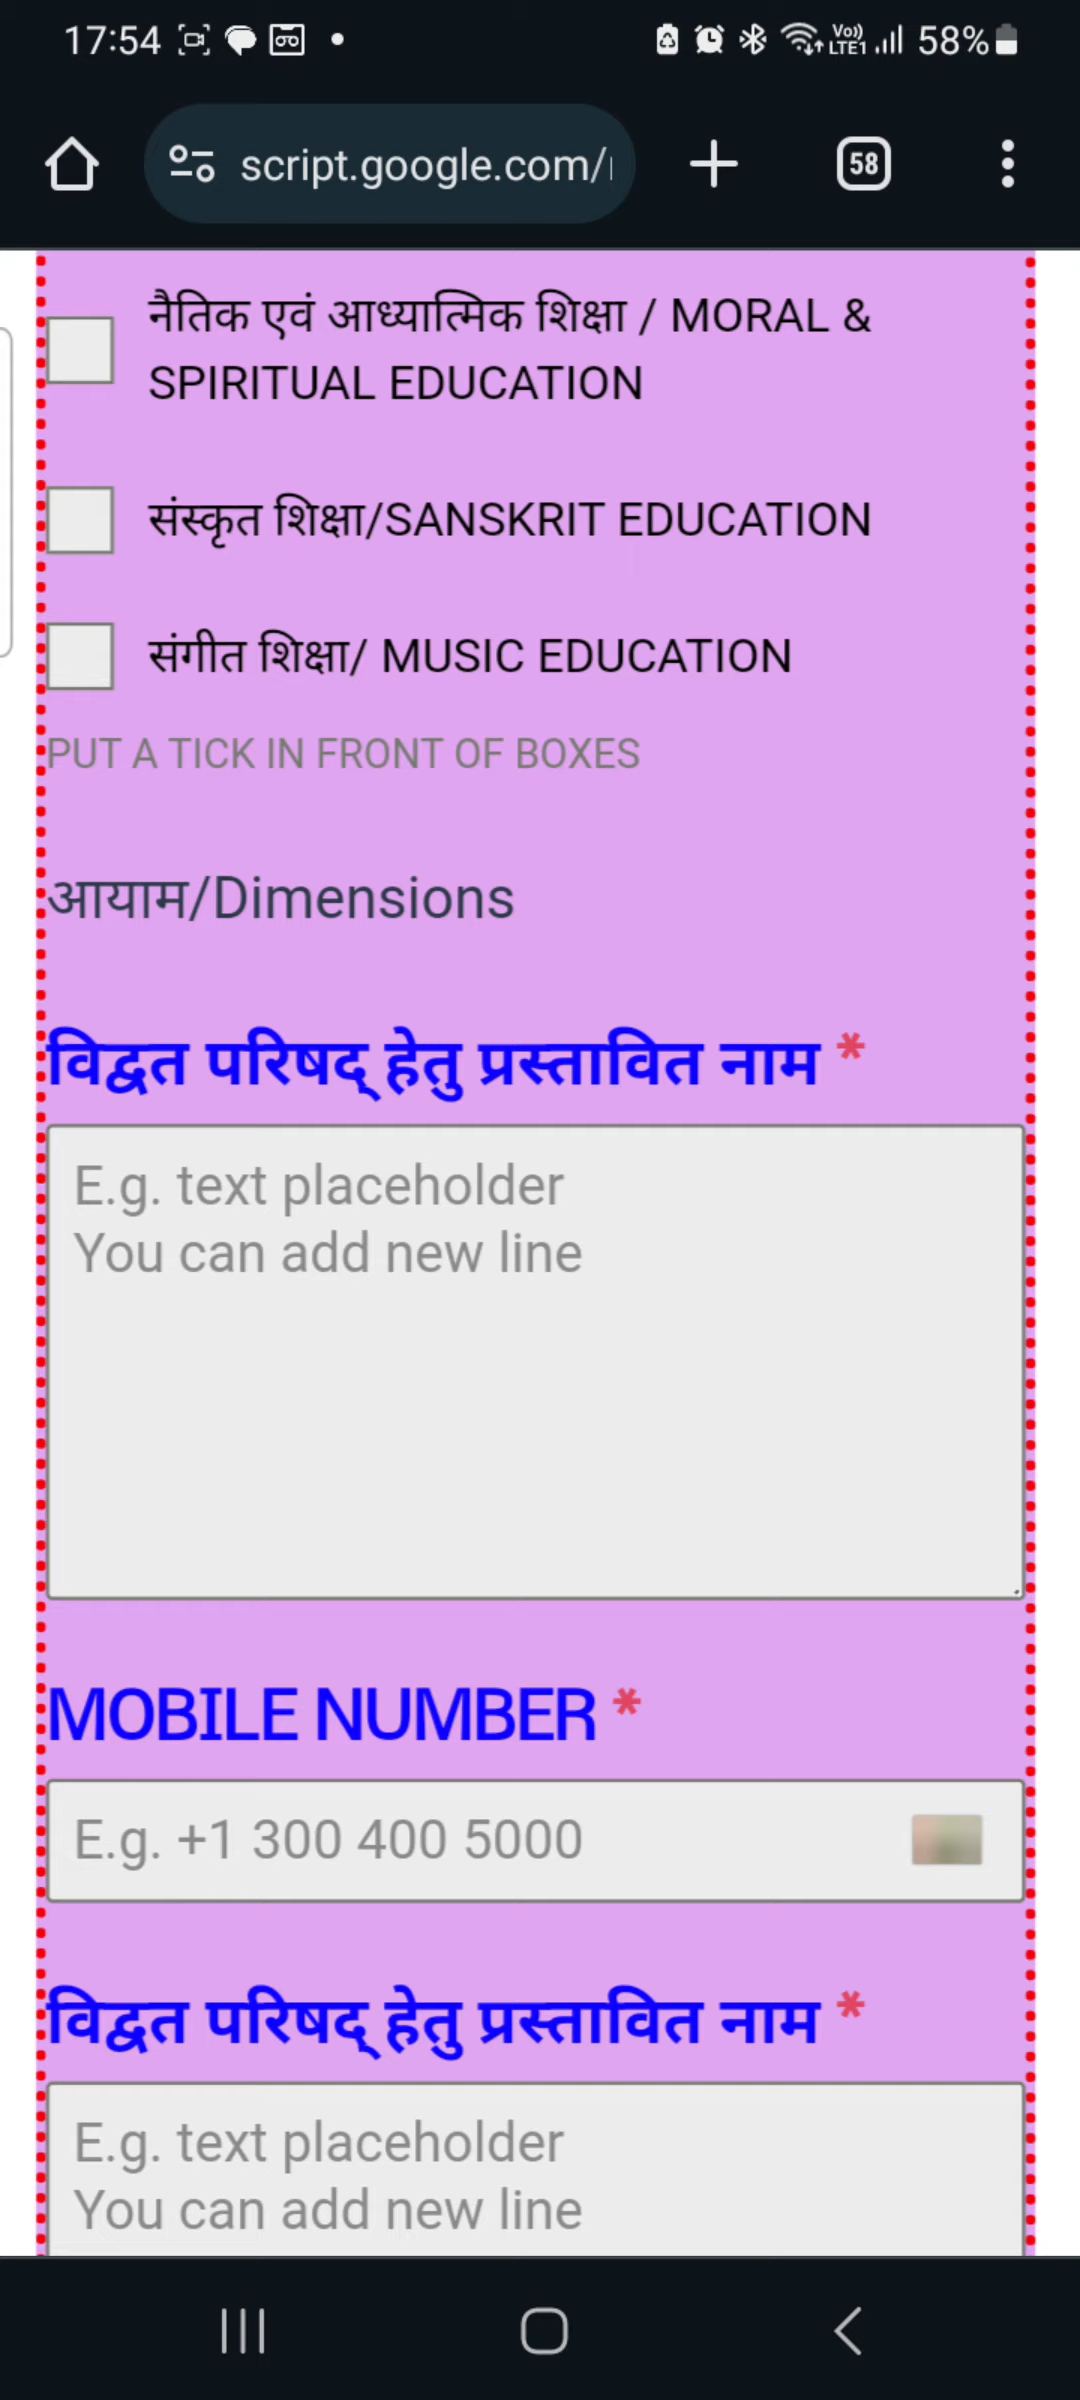 17:54
Vo)) LTE1 58%
script.google.com/
58
नैतिक एवं आध्यात्मिक शिक्षा / MORAL &
SPIRITUAL EDUCATION
संस्कृत शिक्षा/SANSKRIT EDUCATION
संगीत शिक्षा/ MUSIC EDUCATION
PUT A TICK IN FRONT OF BOXES
आयाम/Dimensions
विद्वत परिषद् हेतु प्रस्तावित नाम *
E.g. text placeholder
You can add new line
MOBILE NUMBER *
E.g. +1 300 400 5000
विद्वत परिषद् हेतु प्रस्तावित नाम *
E.g. text placeholder
You can add new line